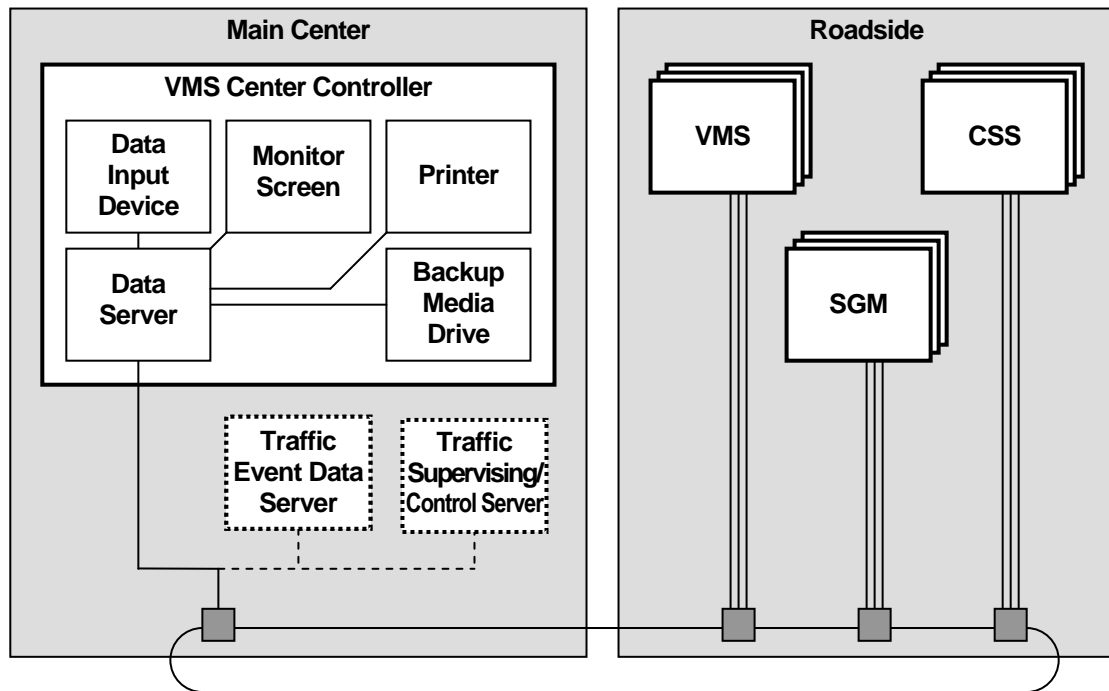 Main Center
VMS Center Controller
Data
Input
Device
Monitor
Screen
Printer
Data
Server
Backup
Media
Drive
Traffic
Event Data
Server
Traffic
Supervising/
Control Server
Roadside
VMS
CSS
SGM